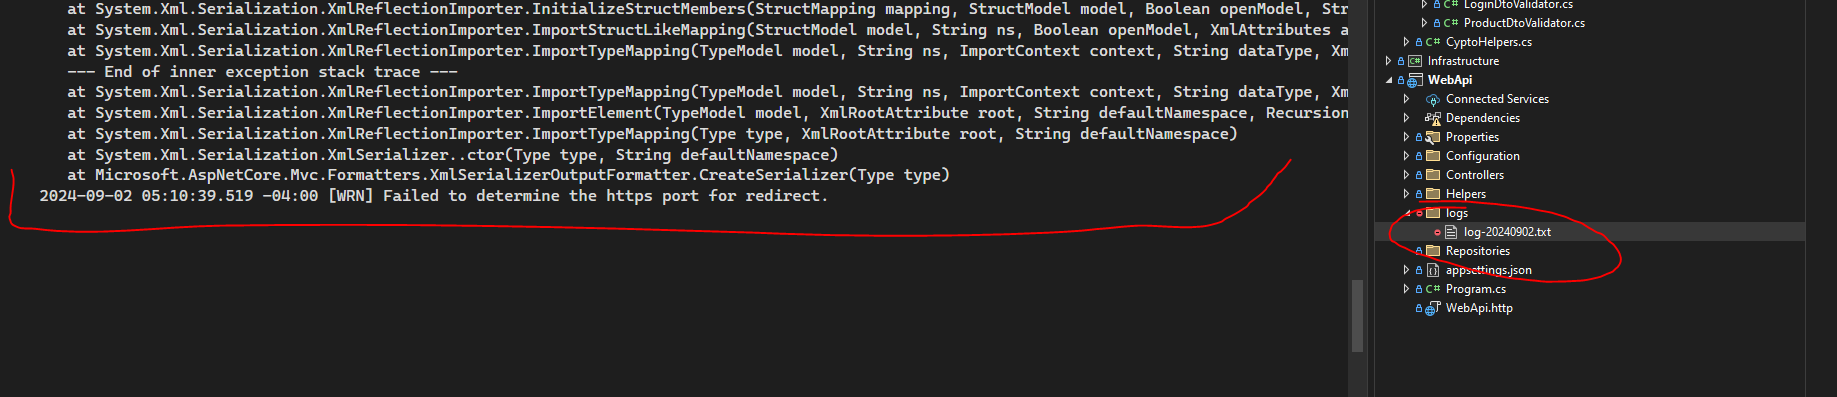 at System.Xml.Serialization.XmlReflectionImporter.InitializeStructMembers(StructMapping mapping, StructModel model, Boolean openModel, Str
at System.Xml.Serialization.XmlReflectionImporter.ImportStructLikeMapping(StructModel model, String ns, Boolean openModel, XmlAttributes a
at System.Xml.Serialization.XmlReflectionImporter.ImportTypeMapping(TypeModel model, String ns, ImportContext context, String dataType, Xm
--- End of inner exception stack trace ---
at System.Xml.Serialization.XmlReflectionImporter.ImportTypeMapping(TypeModel model, String ns, ImportContext context, String dataType, Xm
at System.Xml.Serialization.XmlReflectionImporter.ImportElement(TypeModel model, XmlRootAttribute root, String defaultNamespace, Recursion
at System.Xml.Serialization.XmlReflectionImporter.ImportTypeMapping(Type type, XmlRootAttribute root, String defaultNamespace)
at System.Xml.Serialization.XmlSerializer..ctor(Type type, String defaultNamespace)
at Microsoft.AspNetCore.Mvc.Formatters.XmlSerializerOutputFormatter.CreateSerializer(Type type)
2024-09-02 05:10:39.519 -04:00 [WRN] Failed to determine the https port for redirect.
C# LoginDtoValidator.cs
C# ProductDtoValidator.cs
C# CyptoHelpers.cs
C# Infrastructure
WebApi
Connected Services
Dependencies
Properties
Configuration
Controllers
Helpers
logs
log-20240902.txt
Repositories
appsettings.json
C# Program.cs
WebApi.http